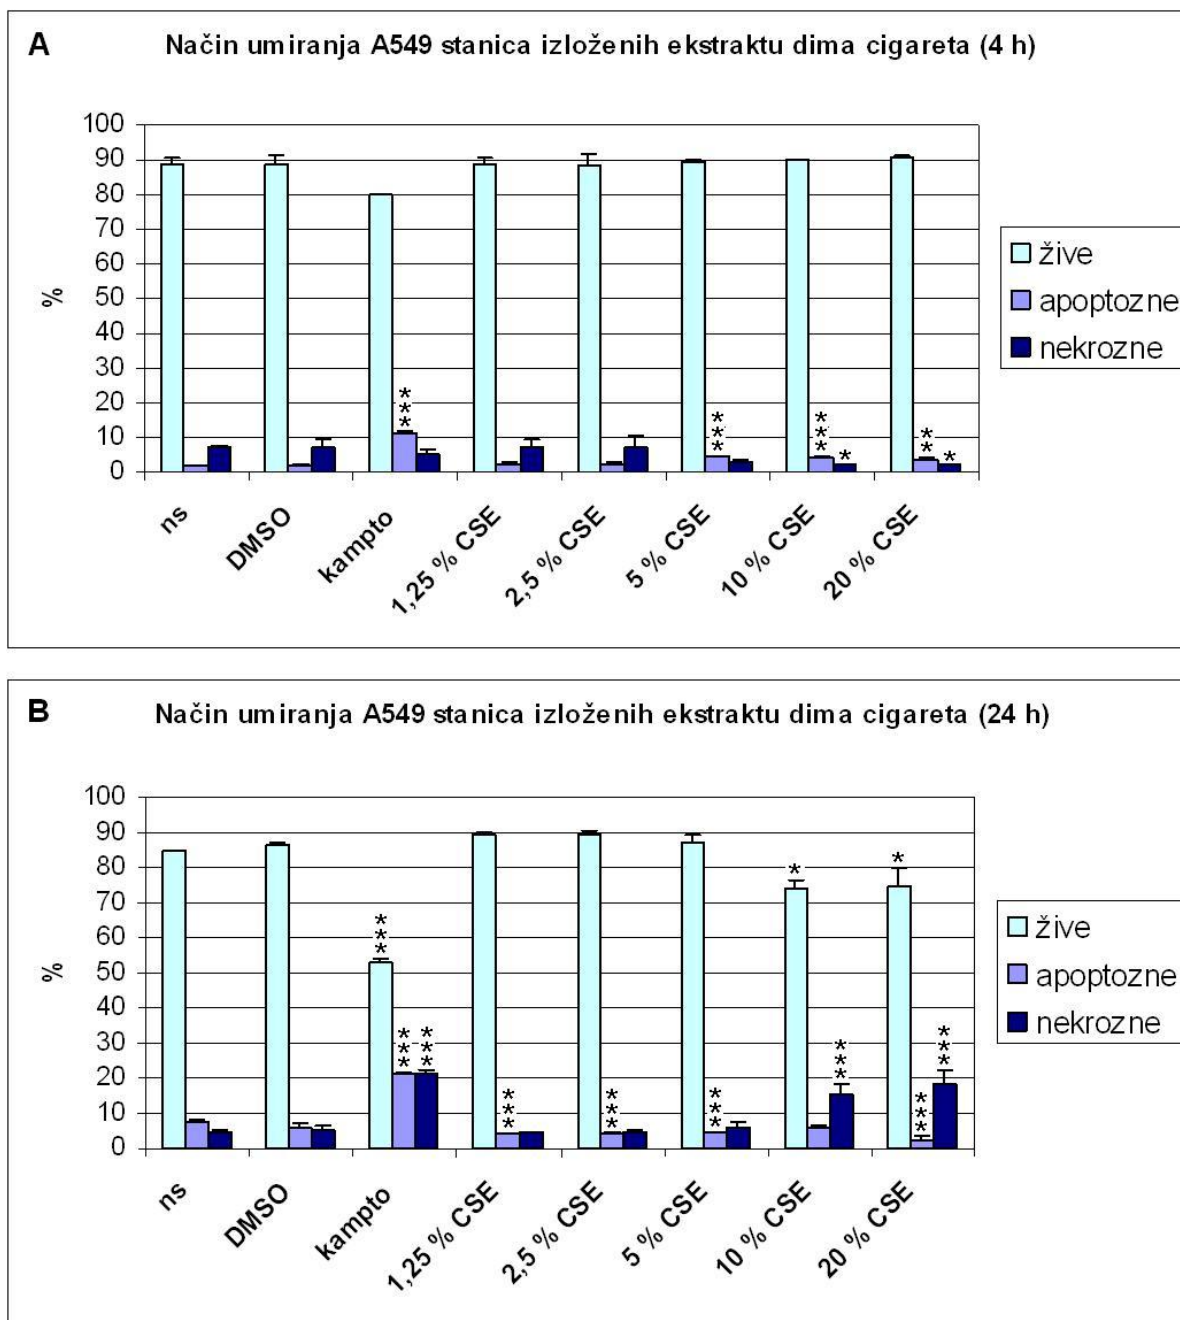 A
Način umiranja A549 stanica izloženih ekstraktu dima cigareta (4 h)
100
90
80
70
60
50
40
30
20
10
0
%
***
***
***
*
**
*
ns
DMSO
kampto
1,25 % CSE
2,5 % CSE
5 % CSE
10 % CSE
20 % CSE
žive
apoptozne
nekrozne
B
Način umiranja A549 stanica izloženih ekstraktu dima cigareta (24 h)
100
90
80
70
60
50
40
30
20
10
0
%
***
***
***
***
***
***
*
***
*
***
***
ns
DMSO
kampto
1,25 % CSE
2,5 % CSE
5 % CSE
10 % CSE
20 % CSE
žive
apoptozne
nekrozne